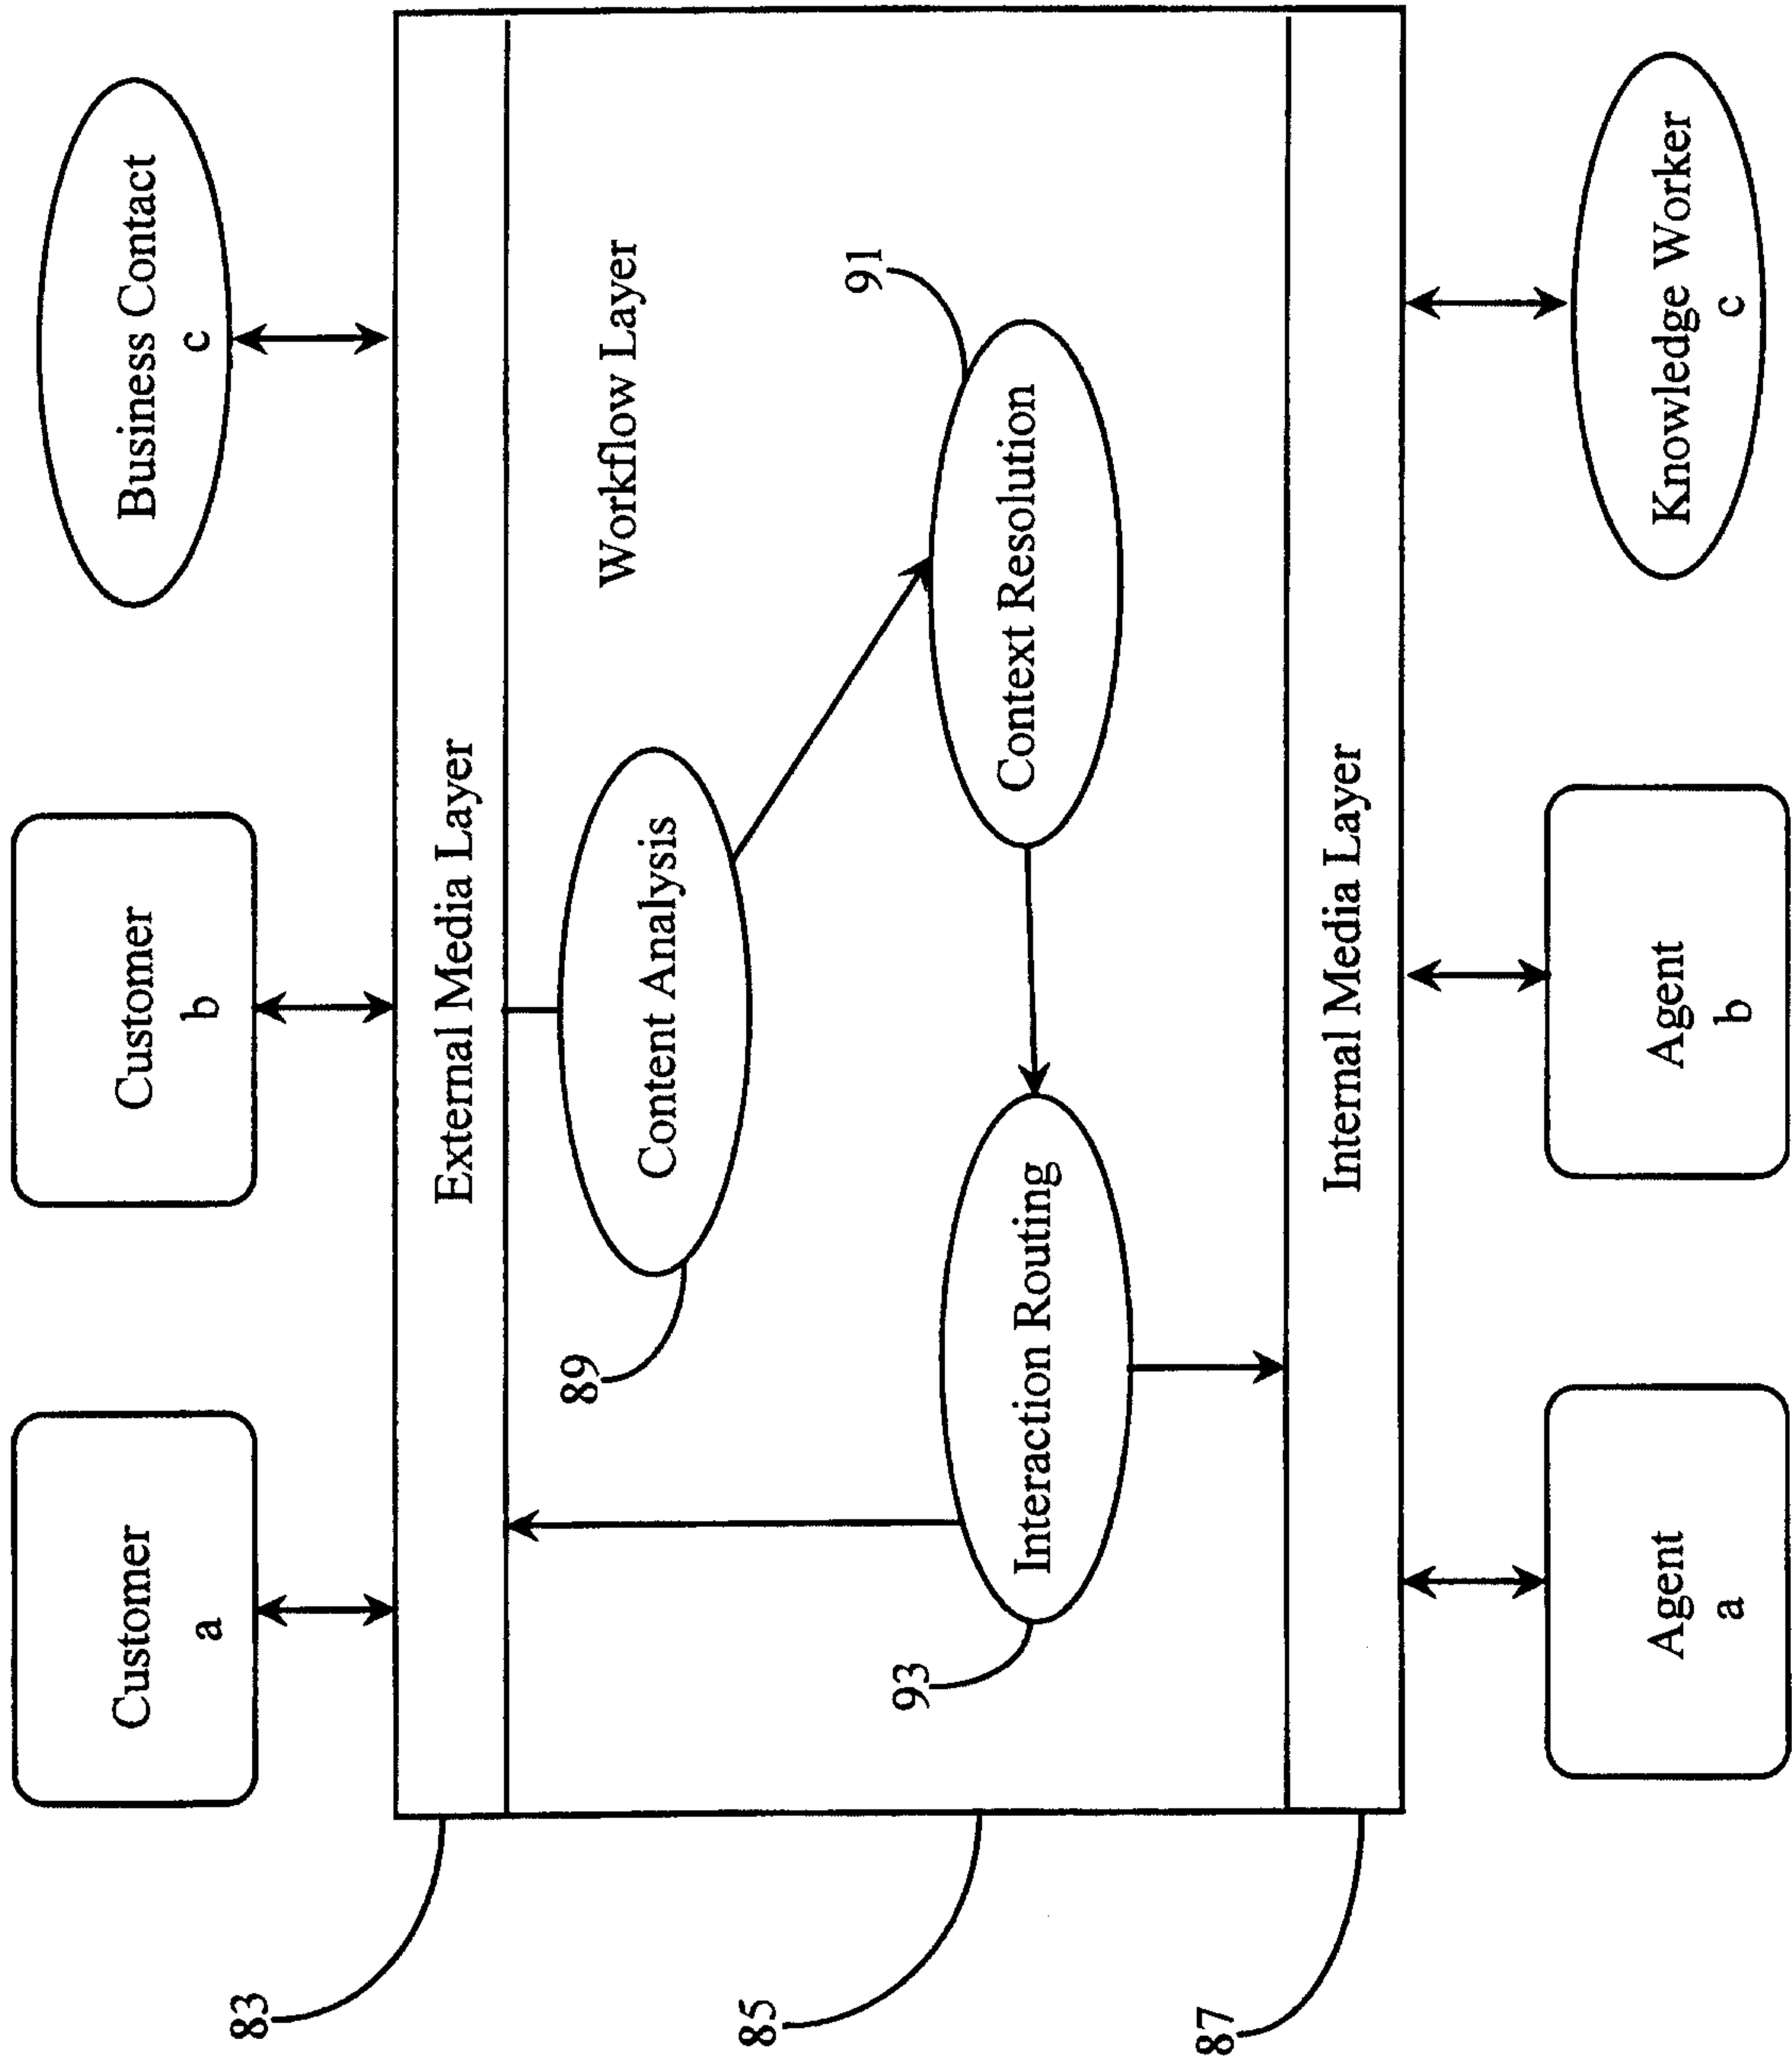 Customer
a
Customer
b
Business Contact
c
83
External Media Layer
Workflow Layer
89
Content Analysis
91
85
93
Interaction Routing
Context Resolution
87
Internal Media Layer
Agent
a
Agent
b
Knowledge Worker
c